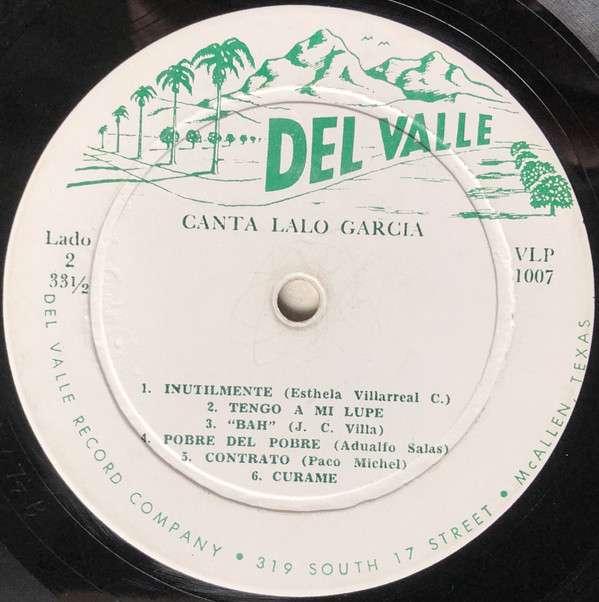 DEL VALLE
CANTA LALO GARCIA
Lado
2
33½
VLP
1007
1. INUTILMENTE (Esthela Villarreal C.)
2. TENGO A MI LUPE
3. "BAH" (J. C. Villa)
4. POBRE DEL POBRE (Adualfo Salas)
5. CONTRATO (Paco Michel)
6. CURAME
DEL VALLE RECORD COMPANY • 319 SOUTH 17 STREET • McALLEN, TEXAS